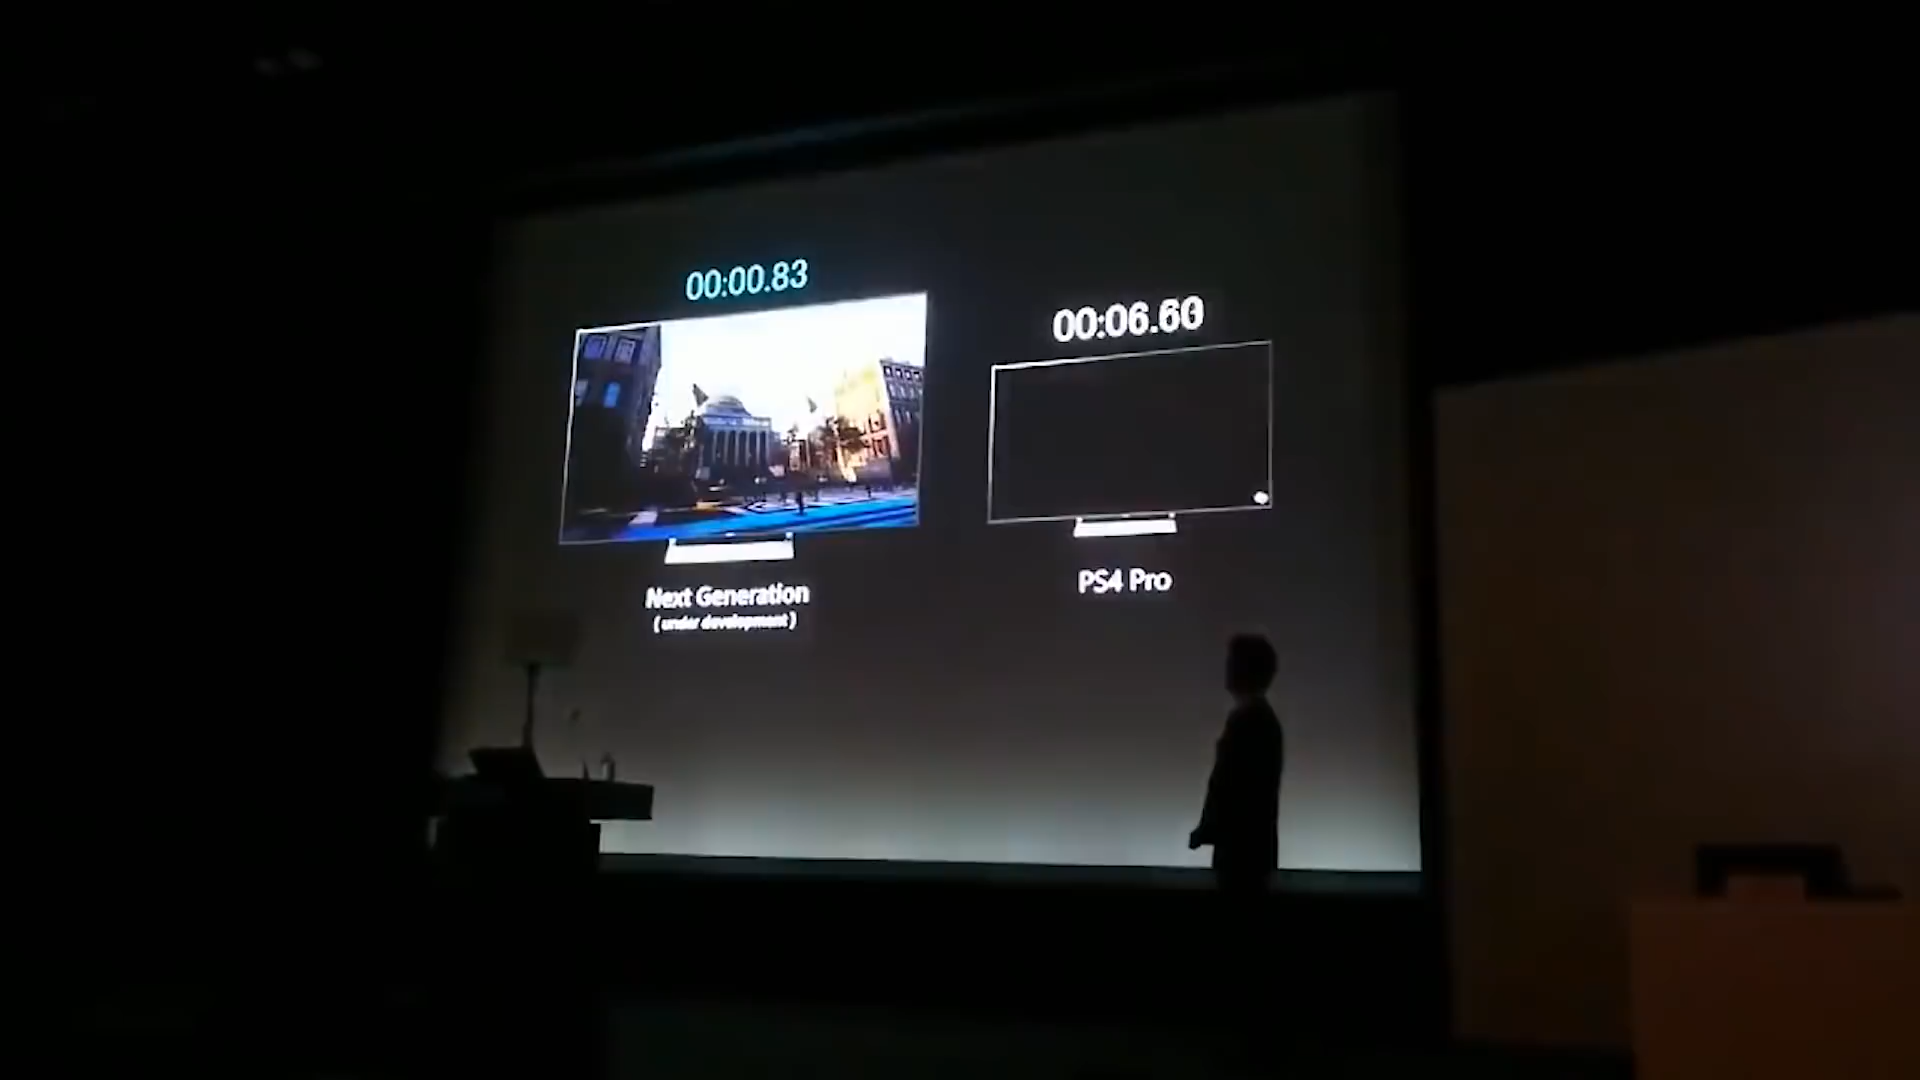 00:00.83
00:06.60
Next Generation
( under development )
PS4 Pro